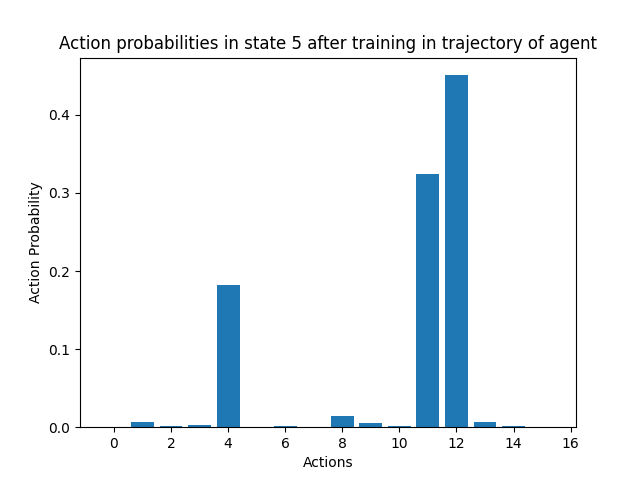 Action probabilities in state 5 after training in trajectory of agent
Action Probability
0.4
0.3
0.2
0.1
0.0
0 2 4 6 8 10 12 14 16
Actions